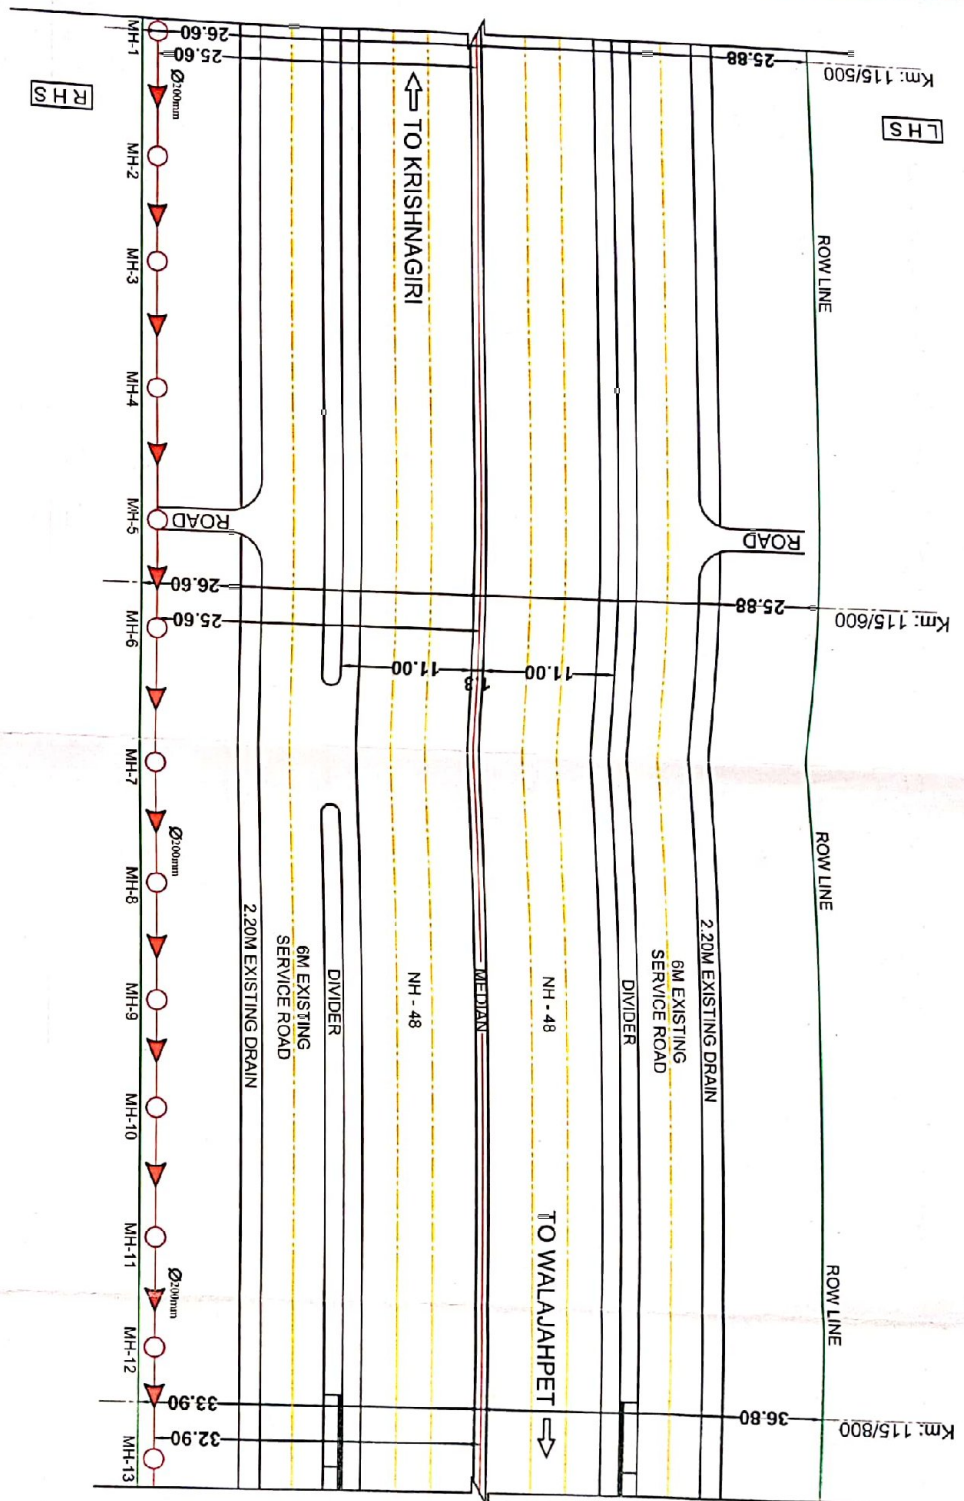 MH-1
26.60
25.60
25.88
Km: 115/500
RHS
Ø200mm
LHS
MH-2
TO KRISHNAGIRI
MH-3
ROW LINE
MH-4
MH-5
ROAD
ROAD
26.60
25.88
Km: 115/600
MH-6
25.60
11.00
11.00
MH-7
Ø200mm
MH-8
ROW LINE
2.20M EXISTING DRAIN
6M EXISTING
SERVICE ROAD
DIVIDER
NH - 48
MEDIAN
NH - 48
DIVIDER
6M EXISTING
SERVICE ROAD
2.20M EXISTING DRAIN
MH-9
MH-10
MH-11
Ø200mm
TO WALAJAHPET
ROW LINE
MH-12
33.90
36.80
Km: 115/800
32.90
MH-13